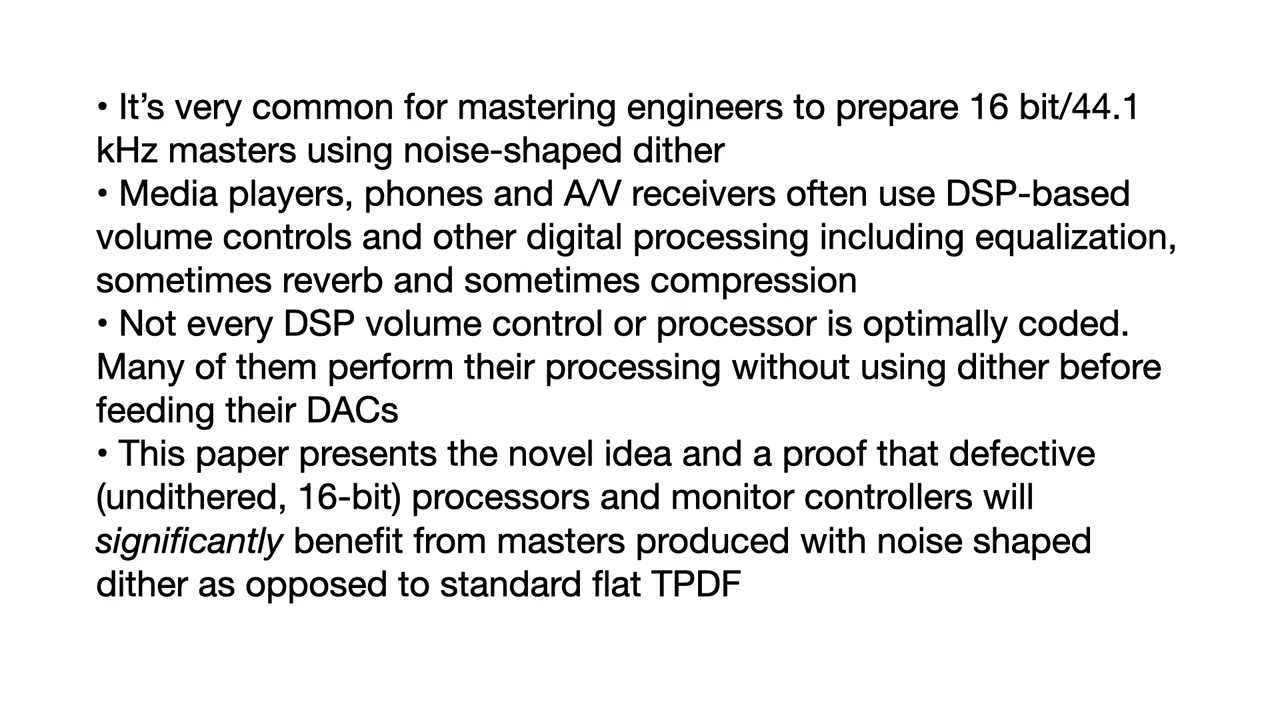 • It’s very common for mastering engineers to prepare 16 bit/44.1
kHz masters using noise-shaped dither
• Media players, phones and A/V receivers often use DSP-based
volume controls and other digital processing including equalization,
sometimes reverb and sometimes compression
• Not every DSP volume control or processor is optimally coded.
Many of them perform their processing without using dither before
feeding their DACs
• This paper presents the novel idea and a proof that defective
(undithered, 16-bit) processors and monitor controllers will
significantly benefit from masters produced with noise shaped
dither as opposed to standard flat TPDF